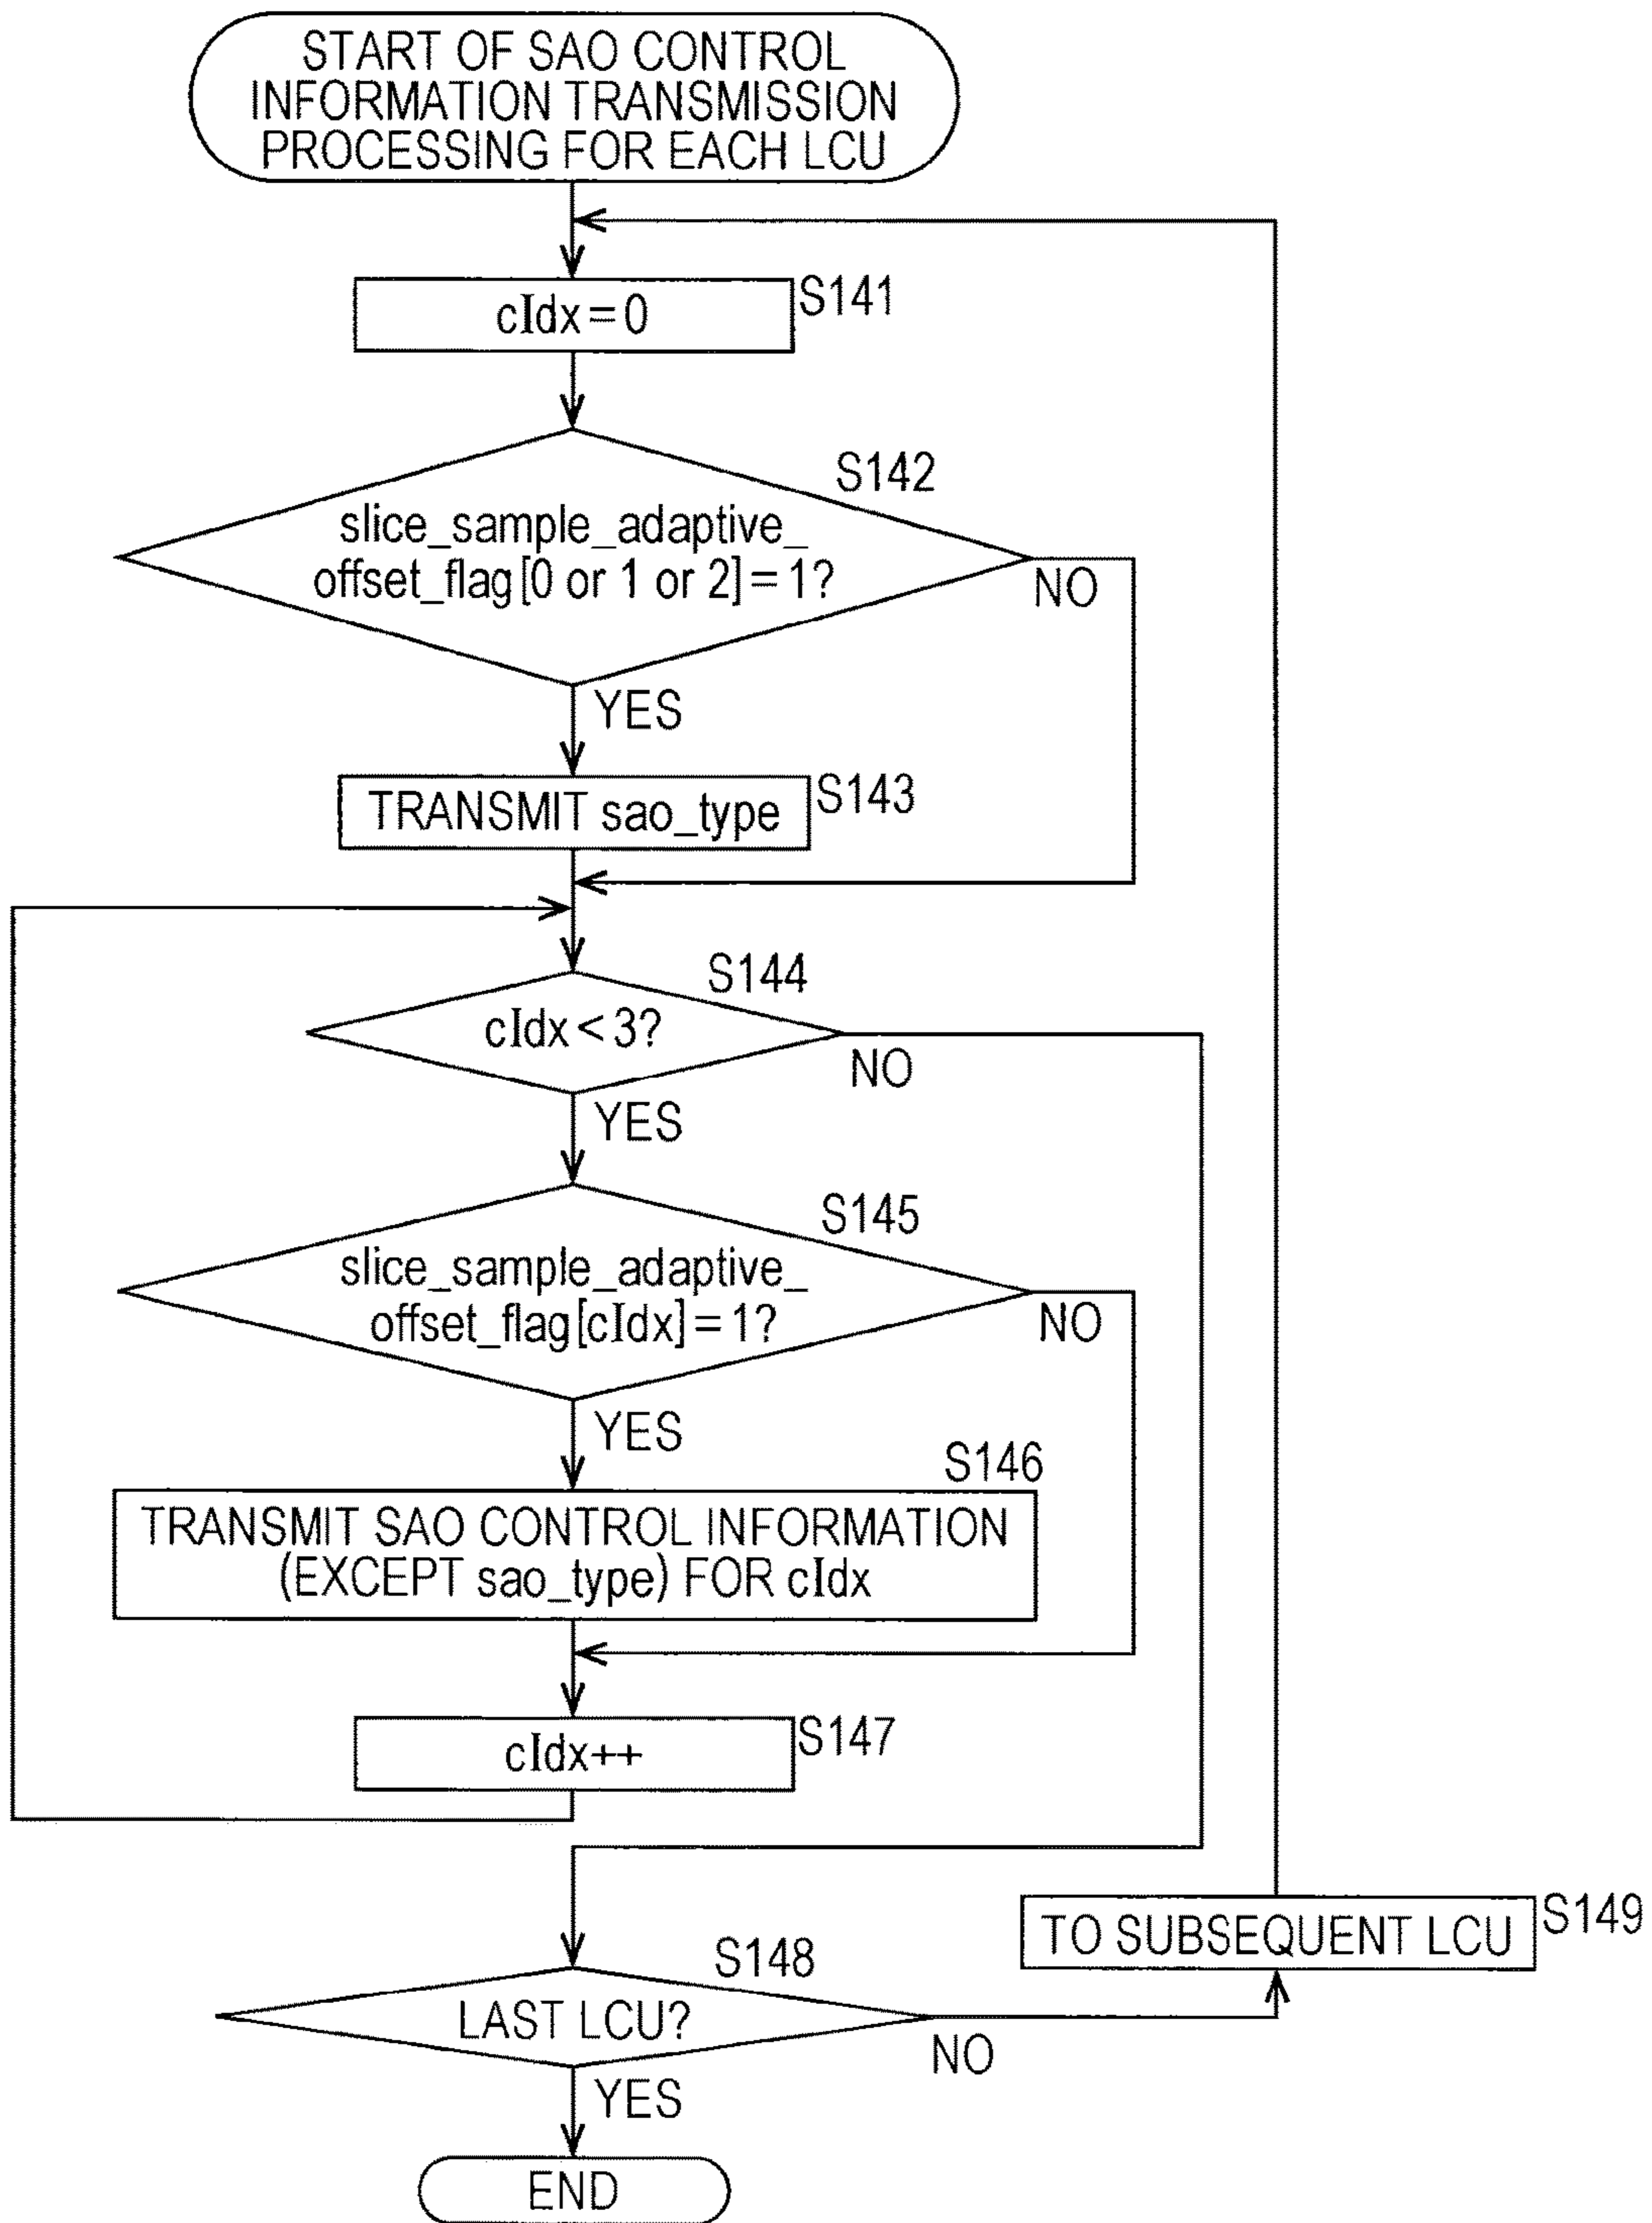 START OF SAO CONTROL
INFORMATION TRANSMISSION
PROCESSING FOR EACH LCU
cIdx=0
S141
S142
slice_sample_adaptive_
offset_flag[0 or 1 or 2]=1?
NO
YES
TRANSMIT sao_type
S143
S144
cIdx<3?
NO
YES
S145
slice_sample_adaptive_
offset_flag[cIdx]=1?
NO
YES
S146
TRANSMIT SAO CONTROL INFORMATION
(EXCEPT sao_type) FOR cIdx
cIdx++
S147
TO SUBSEQUENT LCU
S149
S148
LAST LCU?
NO
YES
END